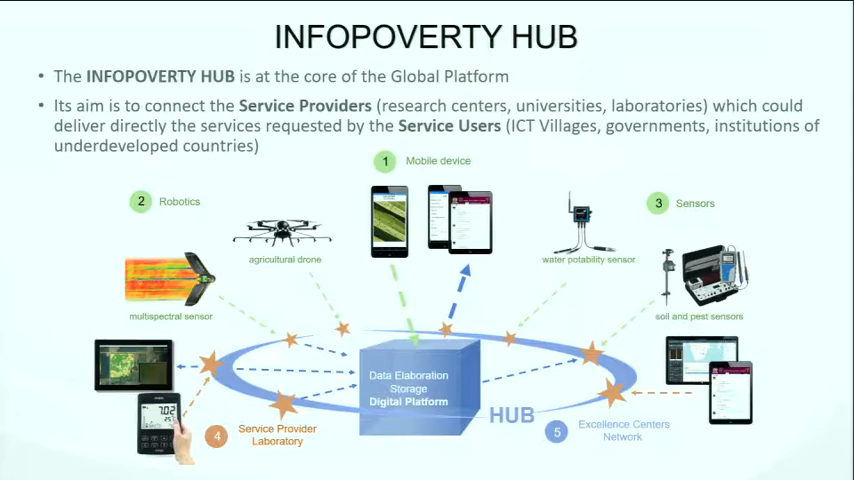 INFOPOVERTY HUB
• The INFOPOVERTY HUB is at the core of the Global Platform
• Its aim is to connect the Service Providers (research centers, universities, laboratories) which could
deliver directly the services requested by the Service Users (ICT Villages, governments, institutions of
underdeveloped countries)
1 Mobile device
2 Robotics
3 Sensors
agricultural drone
water potability sensor
multispectral sensor
soil and pest sensors
Data Elaboration
Storage
Digital Platform
HUB
7.02
4 Service Provider
Laboratory
5 Excellence Centers
Network